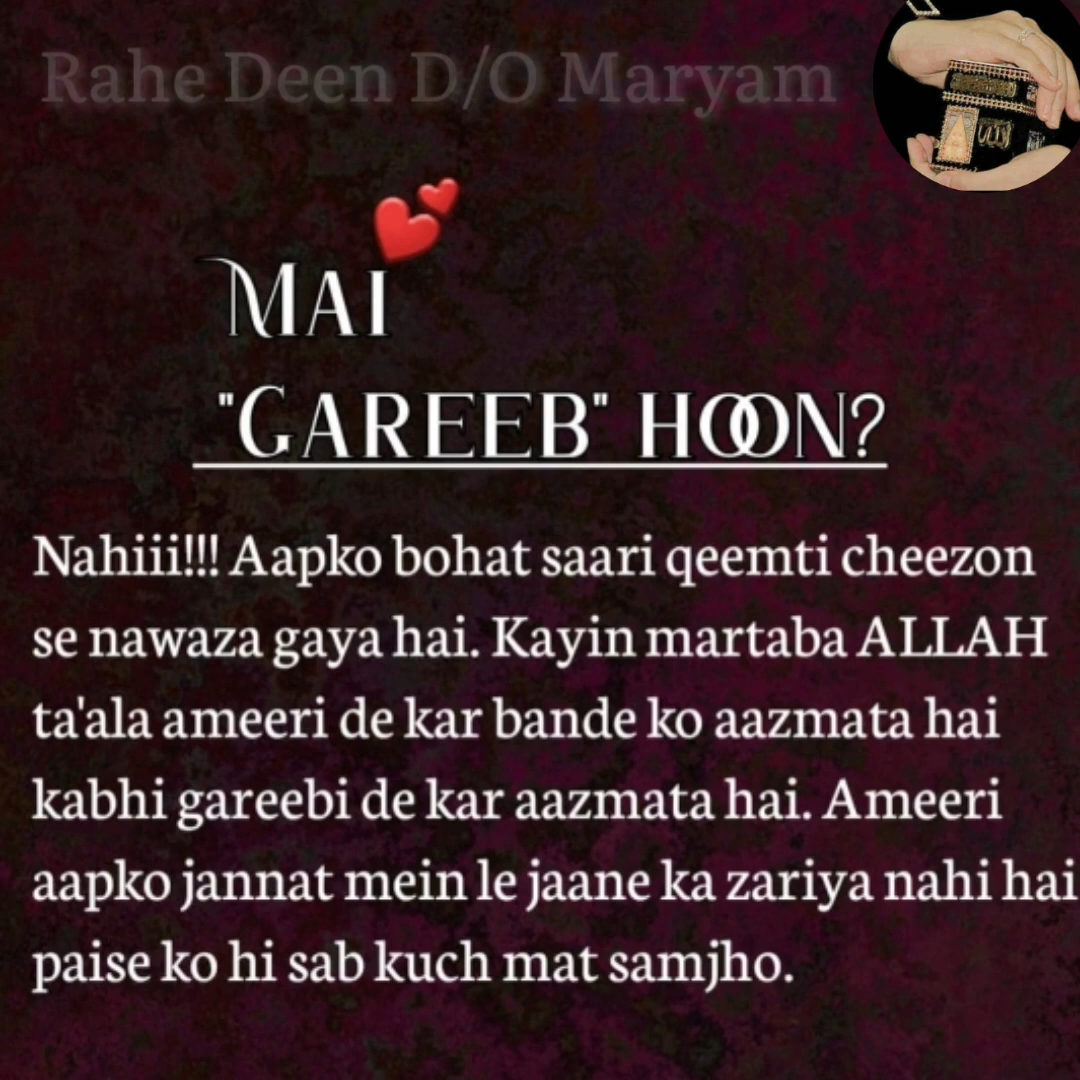 Rahe Deen D/O Maryam
MAI
"GAREEB" HOON?
Nahiii!!! Aapko bohat saari qeemti cheezon
se nawaza gaya hai. Kayin martaba ALLAH
ta'ala ameeri de kar bande ko aazmata hai
kabhi gareebi de kar aazmata hai. Ameeri
aapko jannat mein le jaane ka zariya nahi hai
paise ko hi sab kuch mat samjho.